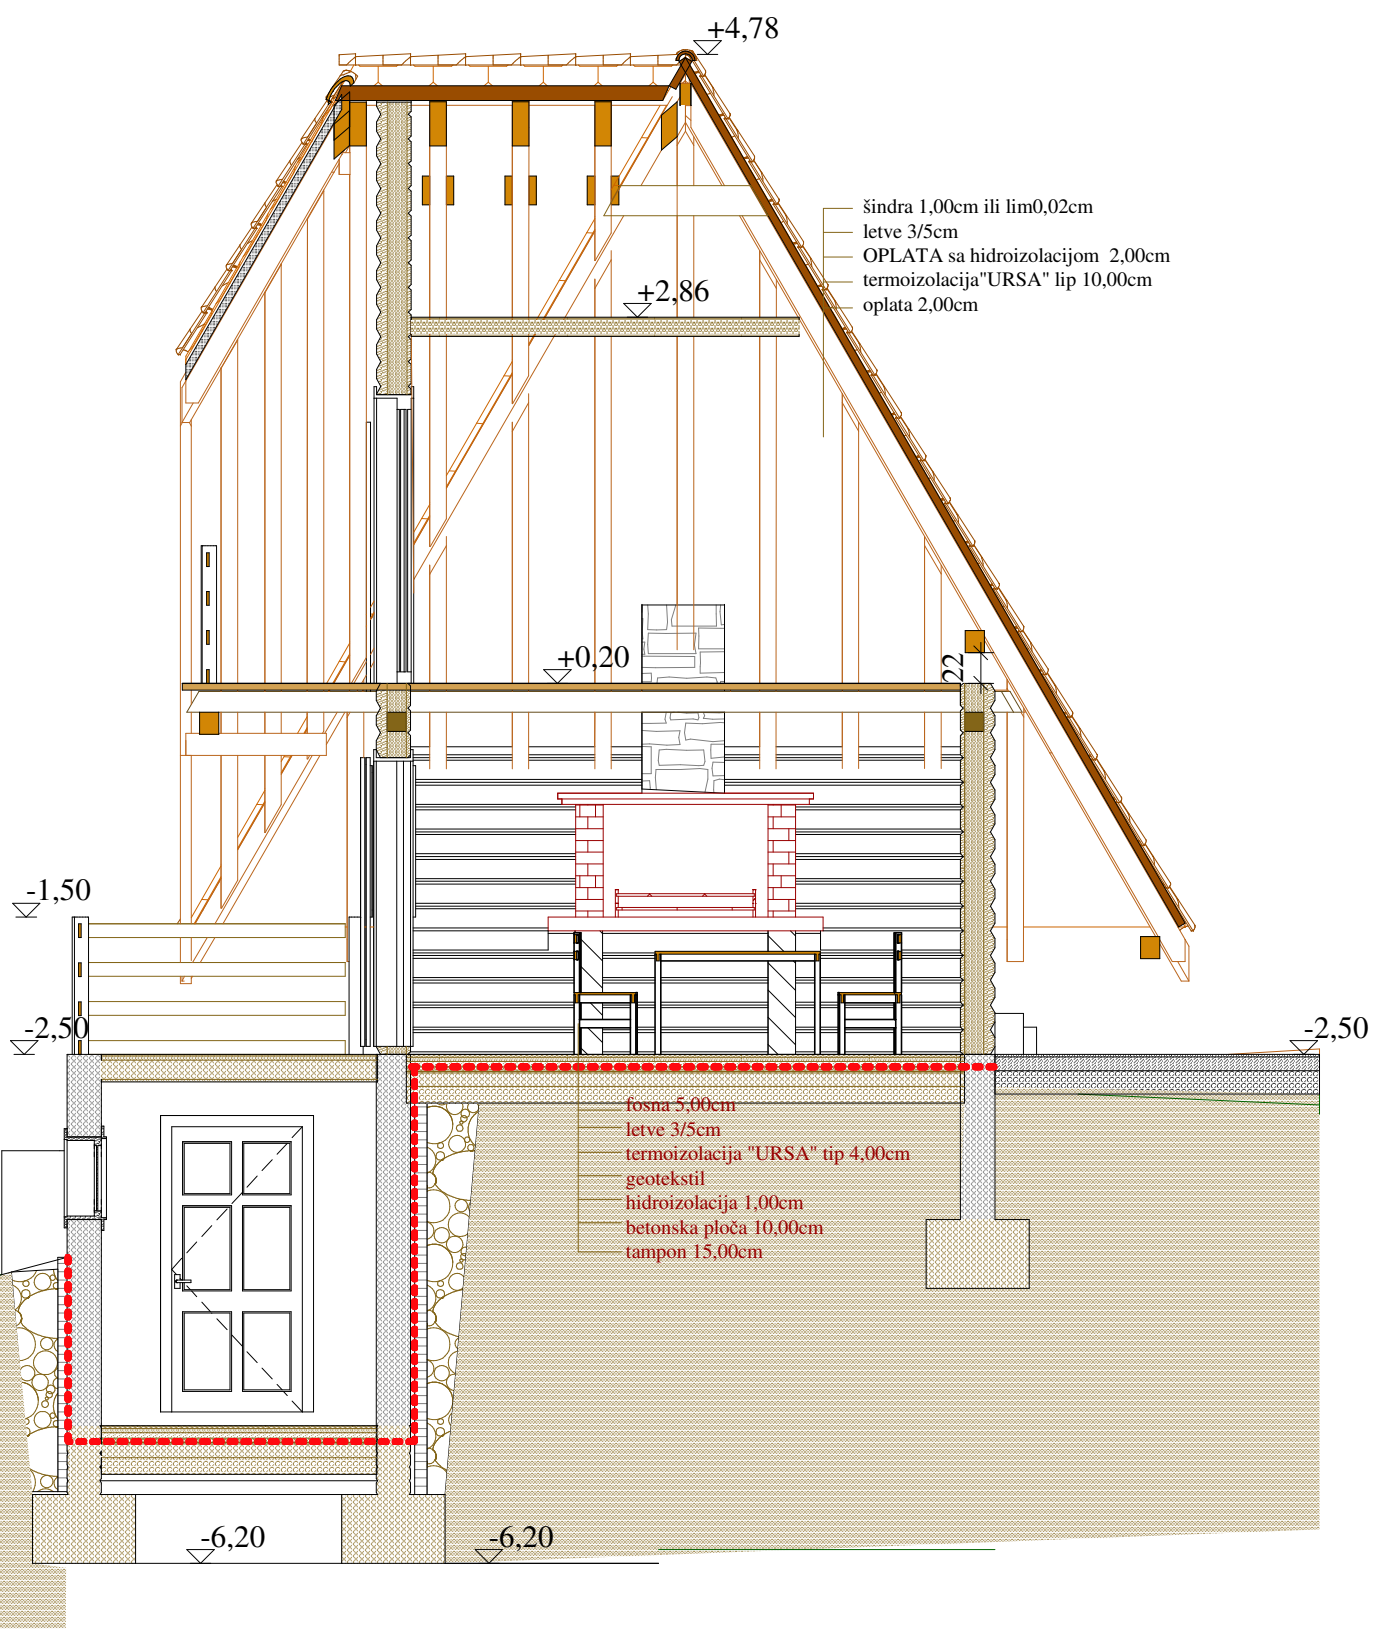 +4,78
šindra 1,00cm ili lim0,02cm
letve 3/5cm
OPLATA sa hidroizolacijom 2,00cm
termoizolacija"URSA" lip 10,00cm
oplata 2,00cm
+2,86
+0,20
22
-1,50
-2,50
-2,50
fosna 5,00cm
letve 3/5cm
termoizolacija "URSA" tip 4,00cm
geotekstil
hidroizolacija 1,00cm
betonska ploča 10,00cm
tampon 15,00cm
-6,20
-6,20